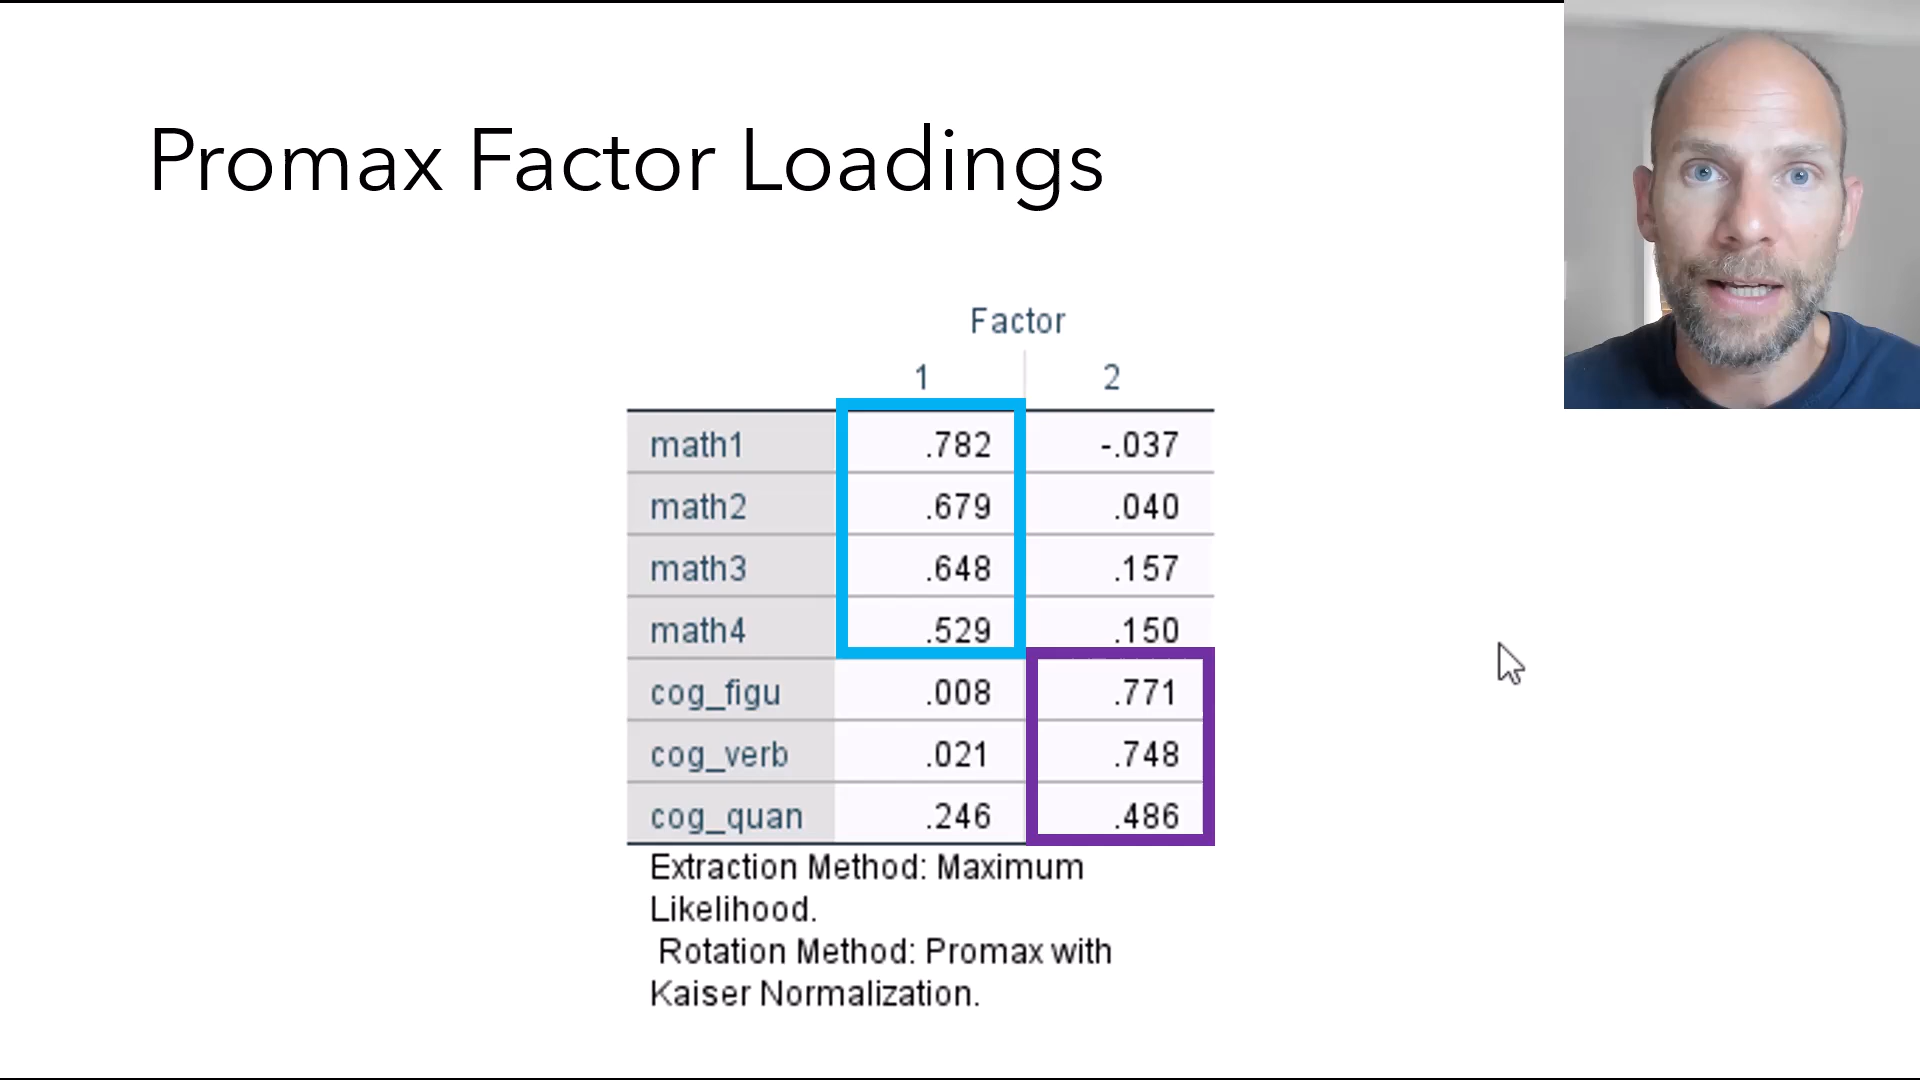 Promax Factor Loadings
Factor
1 2
math1 .782 -.037
math2 .679 .040
math3 .648 .157
math4 .529 .150
cog_figu .008 .771
cog_verb .021 .748
cog_quan .246 .486
Extraction Method: Maximum
Likelihood.
Rotation Method: Promax with
Kaiser Normalization.